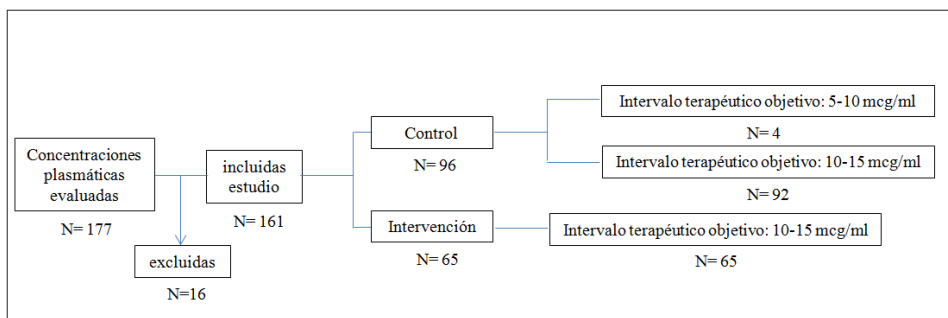 Concentraciones
plasmáticas
evaluadas
N= 177
excluidas
N=16
incluidas
estudio
N= 161
Control
N= 96
Intervalo terapéutico objetivo: 5-10 mcg/ml
N= 4
Intervalo terapéutico objetivo: 10-15 mcg/ml
N= 92
Intervención
N= 65
Intervalo terapéutico objetivo: 10-15 mcg/ml
N= 65